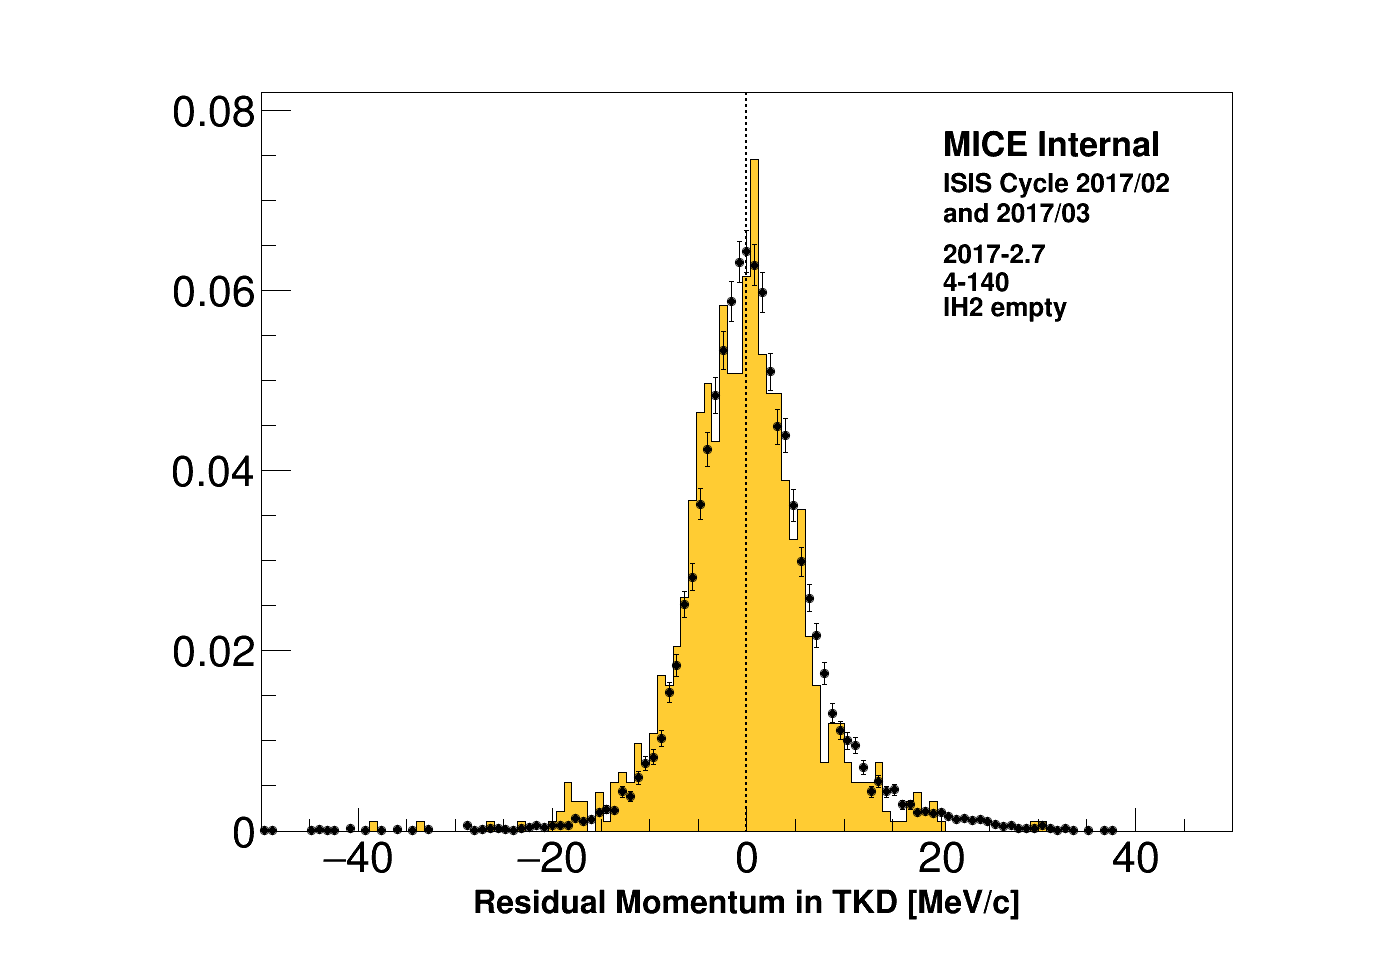 0.08
0.06
0.04
0.02
0
MICE Internal
ISIS Cycle 2017/02
and 2017/03
2017-2.7
4-140
lH2 empty
−40 −20 0 20 40
Residual Momentum in TKD [MeV/c]